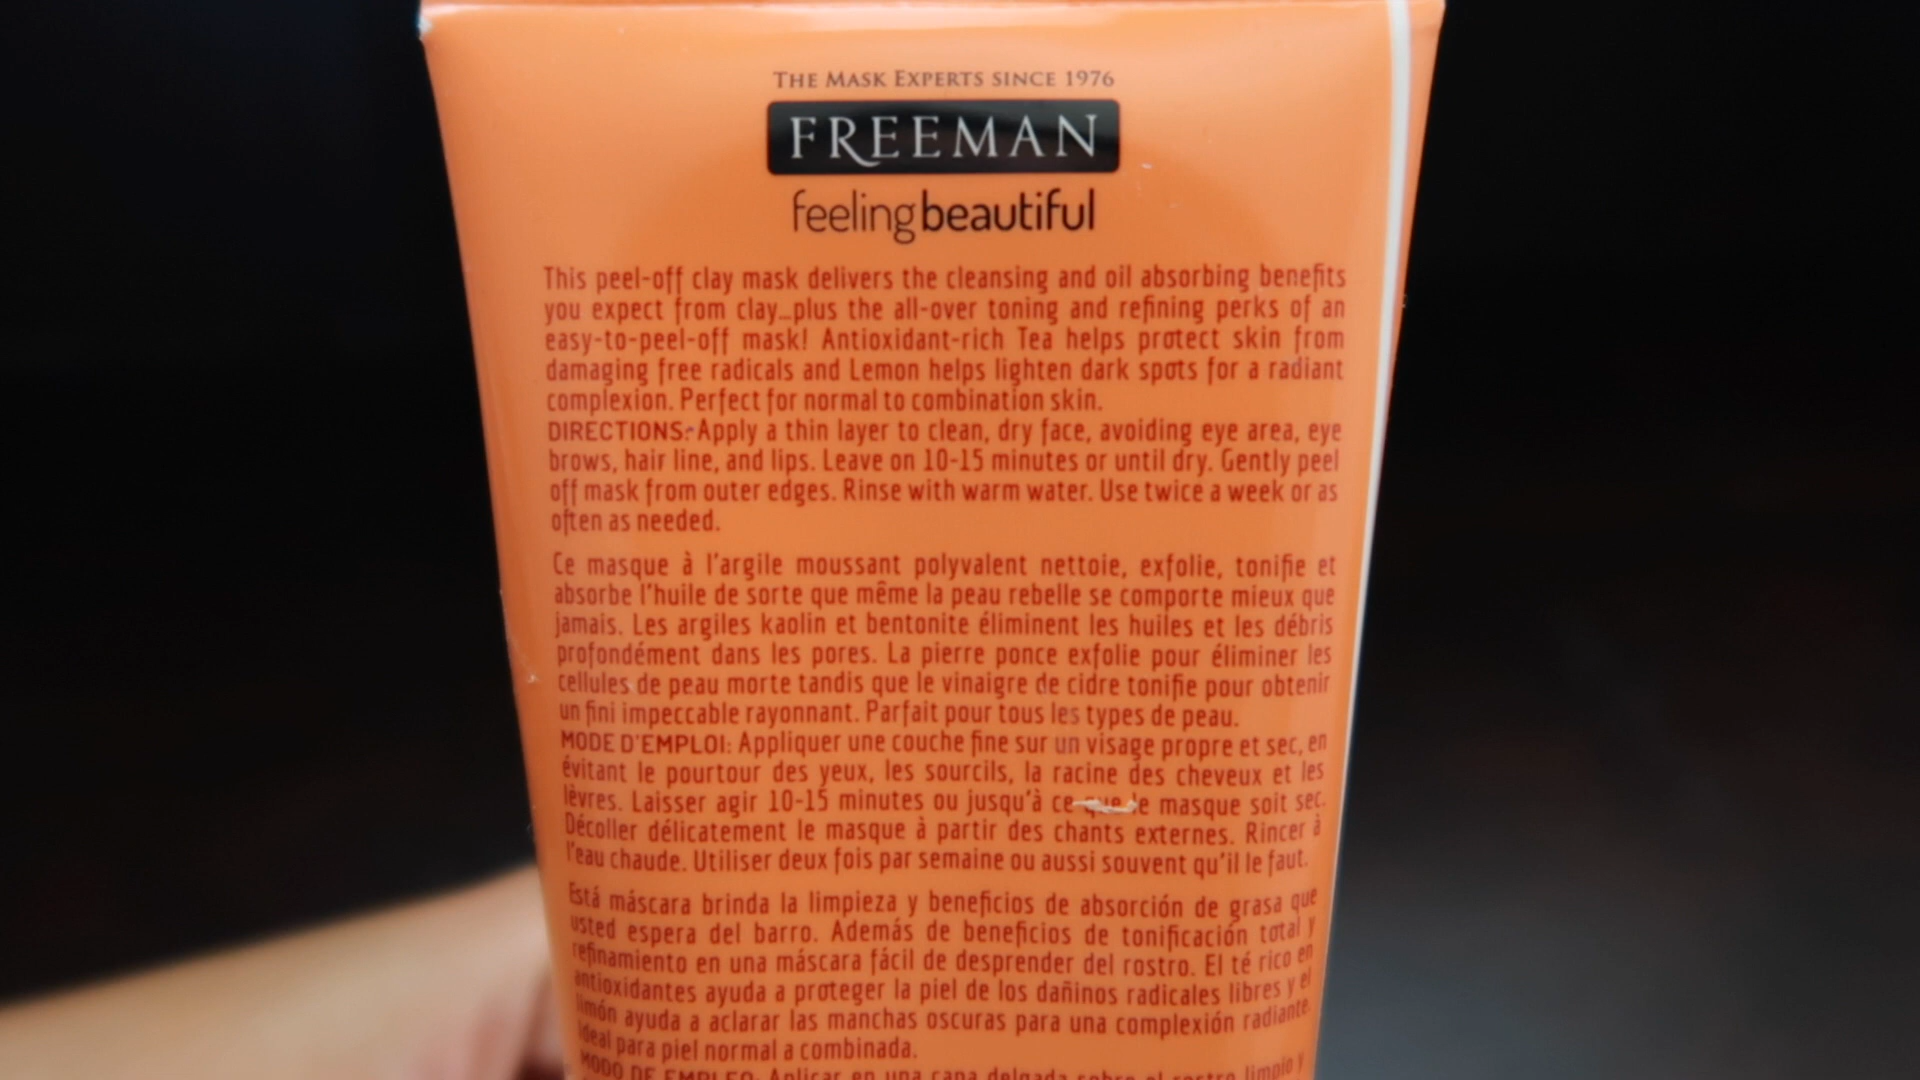 THE MASK EXPERTS SINCE 1976
FREEMAN
feelingbeautiful
This peel-off clay mask delivers the cleansing and oil absorbing benefits
you expect from clay...plus the all-over toning and refining perks of an
easy-to-peel-off mask! Antioxidant-rich Tea helps protect skin from
damaging free radicals and Lemon helps lighten dark spots for a radiant
complexion. Perfect for normal to combination skin.
DIRECTIONS: Apply a thin layer to clean, dry face, avoiding eye area, eye
brows, hair line, and lips. Leave on 10-15 minutes or until dry. Gently peel
off mask from outer edges. Rinse with warm water. Use twice a week or as
often as needed.
Ce masque à l'argile moussant polyvalent nettoie, exfolie, tonifie et
absorbe l'huile de sorte que même la peau rebelle se comporte mieux que
jamais. Les argiles kaolin et bentonite éliminent les huiles et les débris
profondément dans les pores. La pierre ponce exfolie pour éliminer les
cellules de peau morte tandis que le vinaigre de cidre tonifie pour obtenir
un fini impeccable rayonnant. Parfait pour tous les types de peau.
MODE D'EMPLOI: Appliquer une couche fine sur un visage propre et sec, en
évitant le pourtour des yeux, les sourcils, la racine des cheveux et les
lèvres. Laisser agir 10-15 minutes ou jusqu'à ce que le masque soit sec.
Décoller délicatement le masque à partir des chants externes. Rincer à
l'eau chaude. Utiliser deux fois par semaine ou aussi souvent qu'il le faut.
Está máscara brinda la limpieza y beneficios de absorción de grasa que
usted espera del barro. Además de beneficios de tonificación total y
refinamiento en una máscara fácil de desprender del rostro. El té rico en
antioxidantes ayuda a proteger la piel de los dañinos radicales libres y el
limón ayuda a aclarar las manchas oscuras para una complexión radiante.
Ideal para piel normal a combinada.
MODO DE EMPLEO: Aplicar en una capa delgada sobre el rostro limpio y